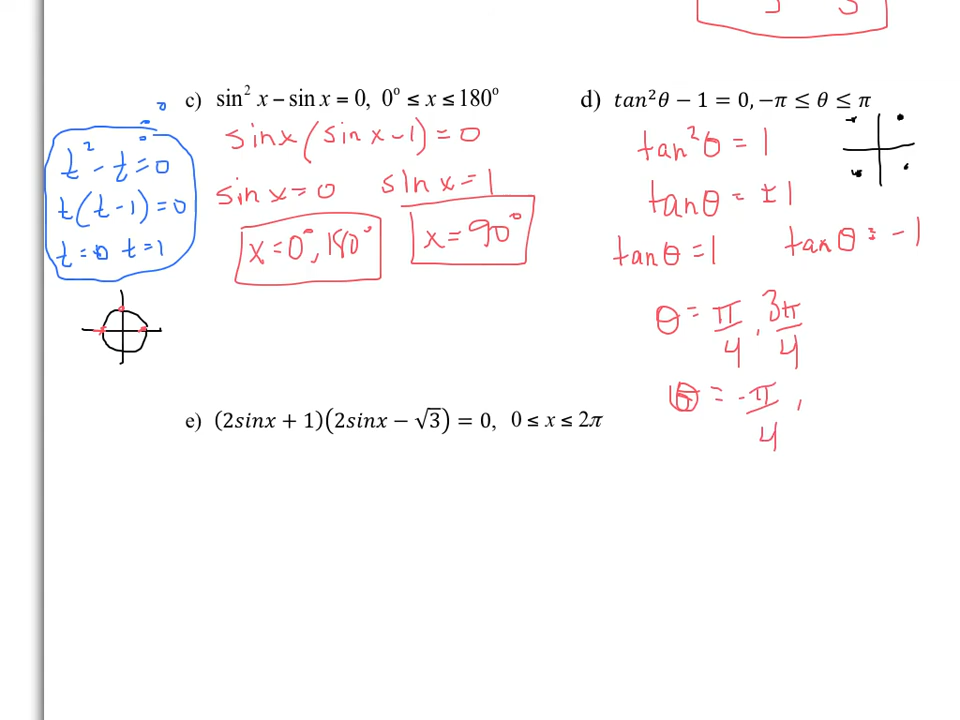 c) sin² x − sin x = 0, 0° ≤ x ≤ 180°
sin x (sin x − 1) = 0
sin x = 0 sin x = 1
x = 0°, 180° x = 90°
t² − t = 0
t(t − 1) = 0
t = 0 t = 1
d) tan²θ − 1 = 0, −π ≤ θ ≤ π
tan²θ = 1
tanθ = ±1
tanθ = 1 tanθ = −1
θ = π/4, 3π/4
θ = −π/4,
e) (2sinx + 1)(2sinx − √3) = 0, 0 ≤ x ≤ 2π